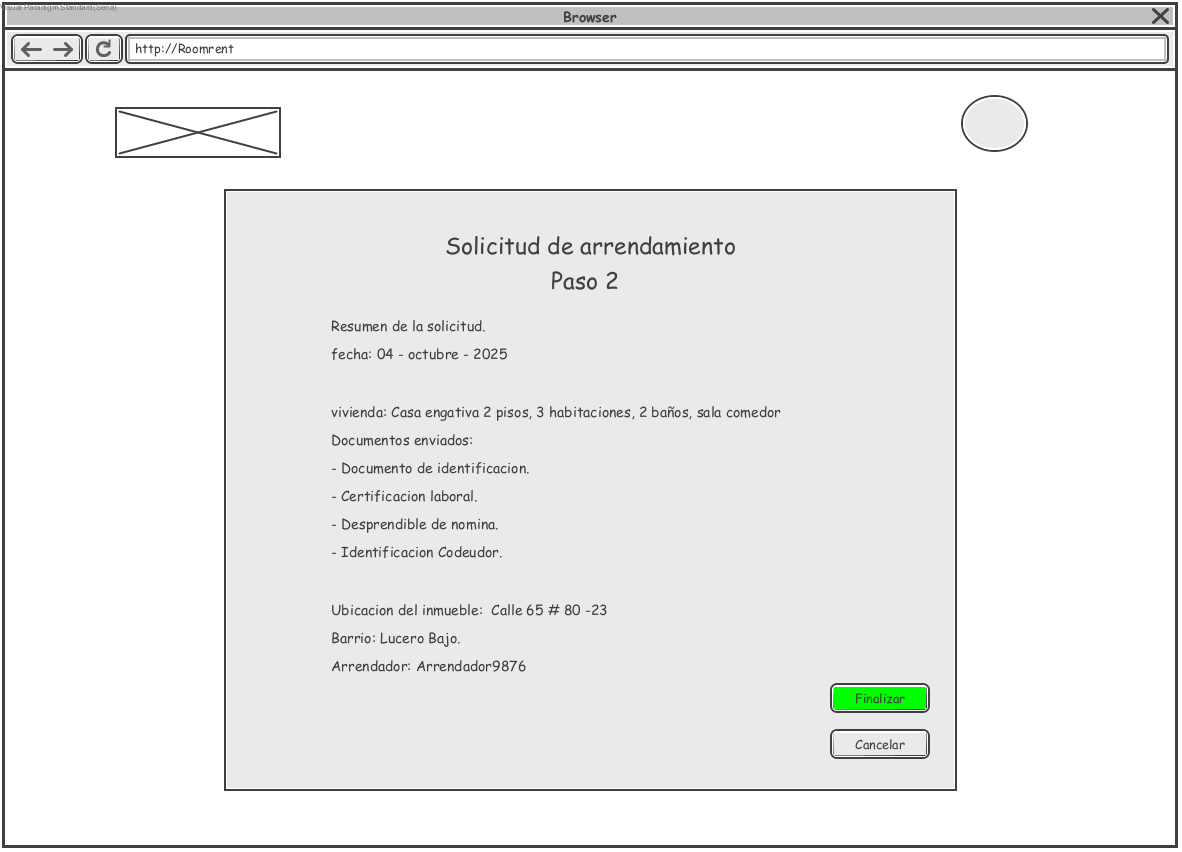 Visual Paradigm Standard(Seria)
Browser
http://Roomrent
Solicitud de arrendamiento
Paso 2
Resumen de la solicitud.
fecha: 04 - octubre - 2025
vivienda: Casa engativa 2 pisos, 3 habitaciones, 2 baños, sala comedor
Documentos enviados:
- Documento de identificacion.
- Certificacion laboral.
- Desprendible de nomina.
- Identificacion Codeudor.
Ubicacion del inmueble: Calle 65 # 80 -23
Barrio: Lucero Bajo.
Arrendador: Arrendador9876
Finalizar
Cancelar